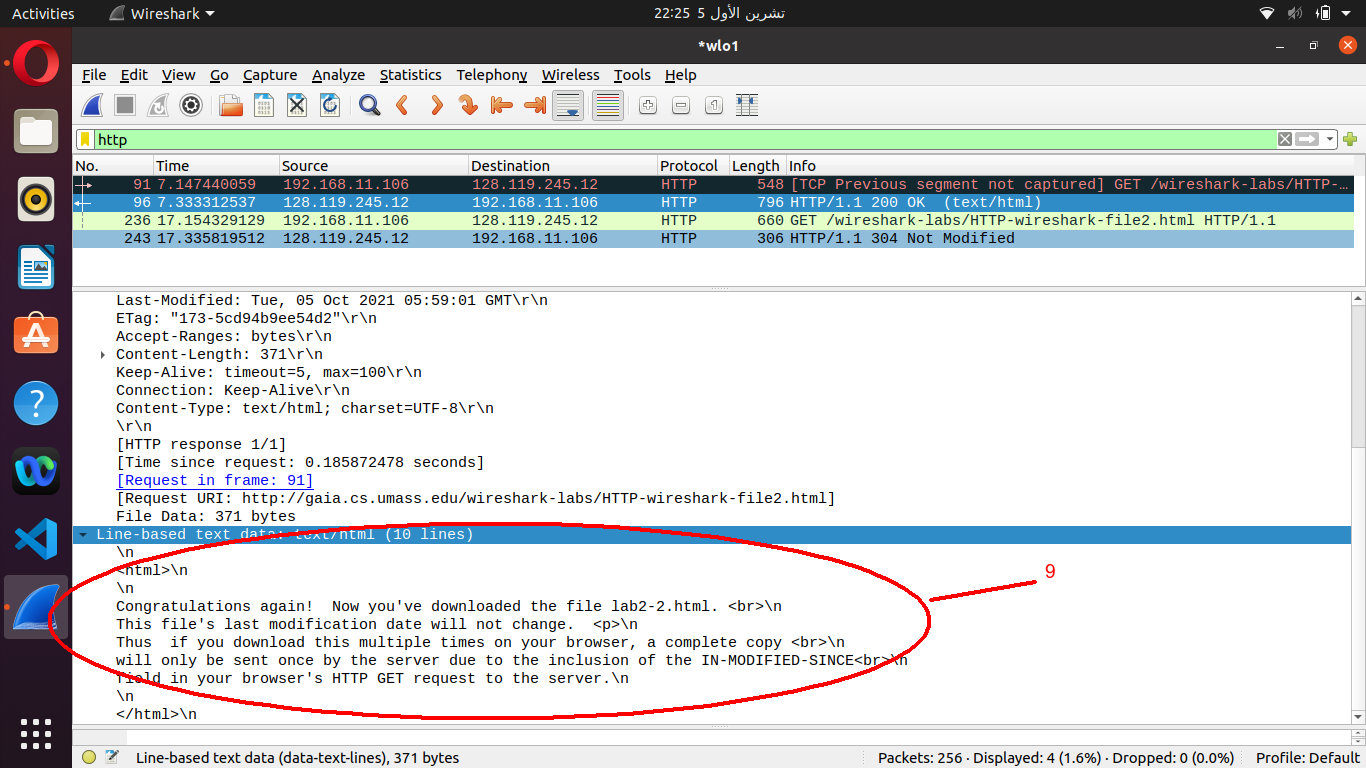 Activities Wireshark 22:25 5 تشرين الأول
*wlo1
File Edit View Go Capture Analyze Statistics Telephony Wireless Tools Help
http
No. Time Source Destination Protocol Length Info
91 7.147440059 192.168.11.106 128.119.245.12 HTTP 548 [TCP Previous segment not captured] GET /wireshark-labs/HTTP-…
96 7.333312537 128.119.245.12 192.168.11.106 HTTP 796 HTTP/1.1 200 OK  (text/html)
236 17.154329129 192.168.11.106 128.119.245.12 HTTP 660 GET /wireshark-labs/HTTP-wireshark-file2.html HTTP/1.1
243 17.335819512 128.119.245.12 192.168.11.106 HTTP 306 HTTP/1.1 304 Not Modified
Last-Modified: Tue, 05 Oct 2021 05:59:01 GMT\r\n
ETag: "173-5cd94b9ee54d2"\r\n
Accept-Ranges: bytes\r\n
Content-Length: 371\r\n
Keep-Alive: timeout=5, max=100\r\n
Connection: Keep-Alive\r\n
Content-Type: text/html; charset=UTF-8\r\n
\r\n
[HTTP response 1/1]
[Time since request: 0.185872478 seconds]
[Request in frame: 91]
[Request URI: http://gaia.cs.umass.edu/wireshark-labs/HTTP-wireshark-file2.html]
File Data: 371 bytes
Line-based text data: text/html (10 lines)
\n
<html>\n
\n
Congratulations again!  Now you've downloaded the file lab2-2.html. <br>\n
This file's last modification date will not change.  <p>\n
Thus  if you download this multiple times on your browser, a complete copy <br>\n
will only be sent once by the server due to the inclusion of the IN-MODIFIED-SINCE<br>\n
field in your browser's HTTP GET request to the server.\n
\n
</html>\n
9
Line-based text data (data-text-lines), 371 bytes Packets: 256 · Displayed: 4 (1.6%) · Dropped: 0 (0.0%) Profile: Default